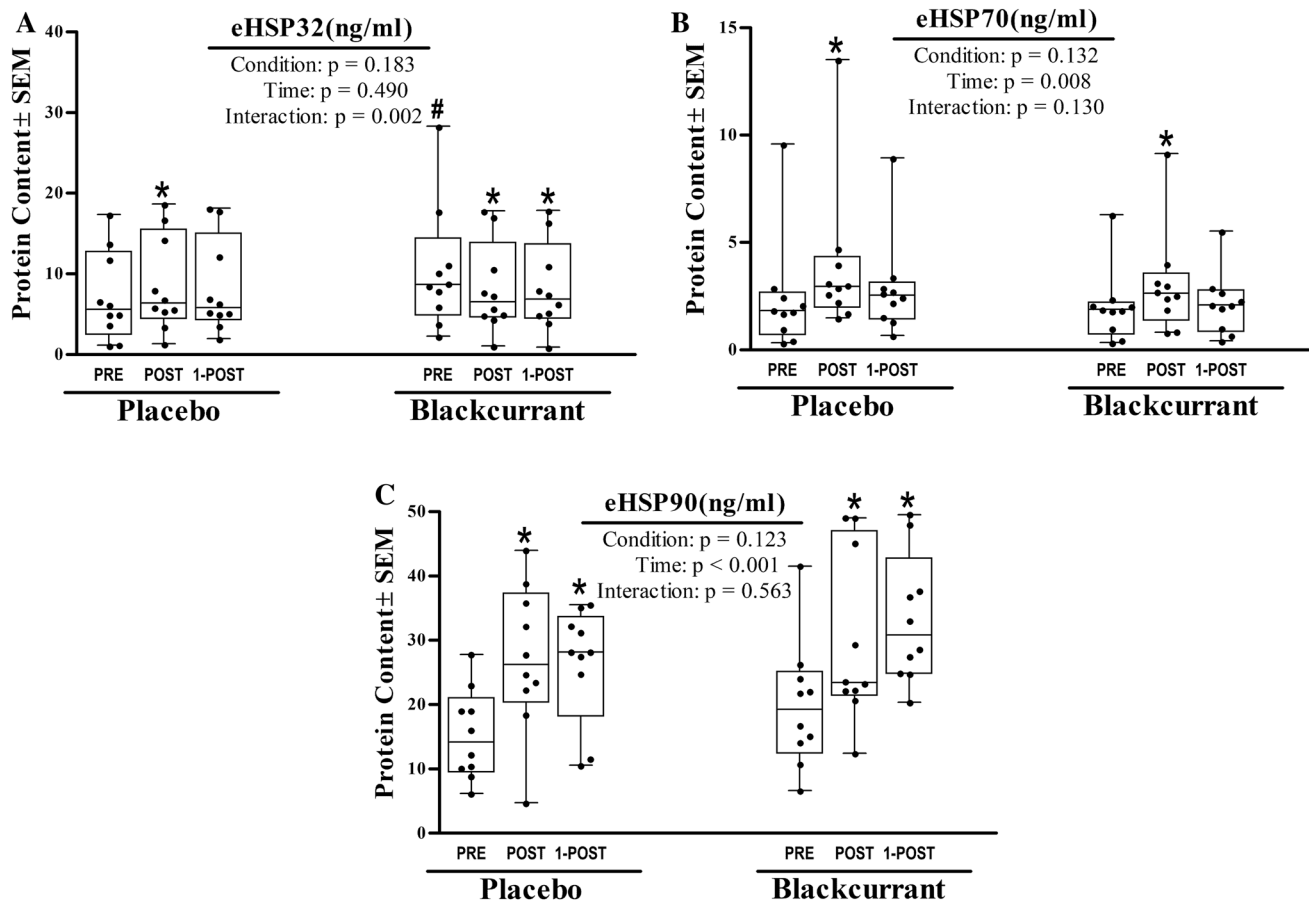 A
eHSP32(ng/ml)
Condition: p = 0.183
Time: p = 0.490
Interaction: p = 0.002
Protein Content± SEM
40
30
20
10
0
#
*
*
*
PRE POST 1-POST
PRE POST 1-POST
Placebo
Blackcurrant
B
eHSP70(ng/ml)
Condition: p = 0.132
Time: p = 0.008
Interaction: p = 0.130
Protein Content± SEM
15
10
5
0
*
*
PRE POST 1-POST
PRE POST 1-POST
Placebo
Blackcurrant
C
eHSP90(ng/ml)
Condition: p = 0.123
Time: p < 0.001
Interaction: p = 0.563
Protein Content± SEM
50
40
30
20
10
0
*
*
*
*
PRE POST 1-POST
PRE POST 1-POST
Placebo
Blackcurrant